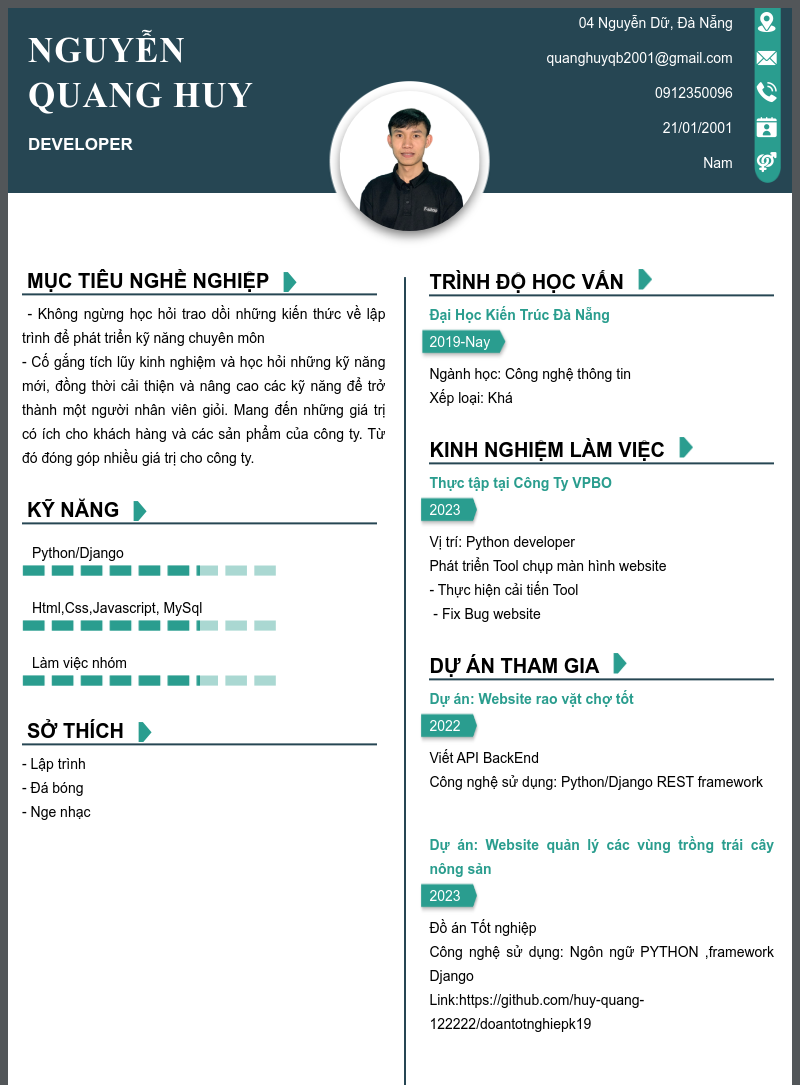 NGUYỄN
QUANG HUY
DEVELOPER
04 Nguyễn Dữ, Đà Nẵng
quanghuyqb2001@gmail.com
0912350096
21/01/2001
Nam
MỤC TIÊU NGHỀ NGHIỆP
- Không ngừng học hỏi trao dồi những kiến thức về lập
trình để phát triển kỹ năng chuyên môn
- Cố gắng tích lũy kinh nghiệm và học hỏi những kỹ năng
mới, đồng thời cải thiện và nâng cao các kỹ năng để trở
thành một người nhân viên giỏi. Mang đến những giá trị
có ích cho khách hàng và các sản phẩm của công ty. Từ
đó đóng góp nhiều giá trị cho công ty.
KỸ NĂNG
Python/Django
Html,Css,Javascript, MySql
Làm việc nhóm
SỞ THÍCH
- Lập trình
- Đá bóng
- Nge nhạc
TRÌNH ĐỘ HỌC VẤN
Đại Học Kiến Trúc Đà Nẵng
2019-Nay
Ngành học: Công nghệ thông tin
Xếp loại: Khá
KINH NGHIỆM LÀM VIỆC
Thực tập tại Công Ty VPBO
2023
Vị trí: Python developer
Phát triển Tool chụp màn hình website
- Thực hiện cải tiến Tool
- Fix Bug website
DỰ ÁN THAM GIA
Dự án: Website rao vặt chợ tốt
2022
Viết API BackEnd
Công nghệ sử dụng: Python/Django REST framework
Dự án: Website quản lý các vùng trồng trái cây
nông sản
2023
Đồ án Tốt nghiệp
Công nghệ sử dụng: Ngôn ngữ PYTHON ,framework
Django
Link:https://github.com/huy-quang-
122222/doantotnghiepk19